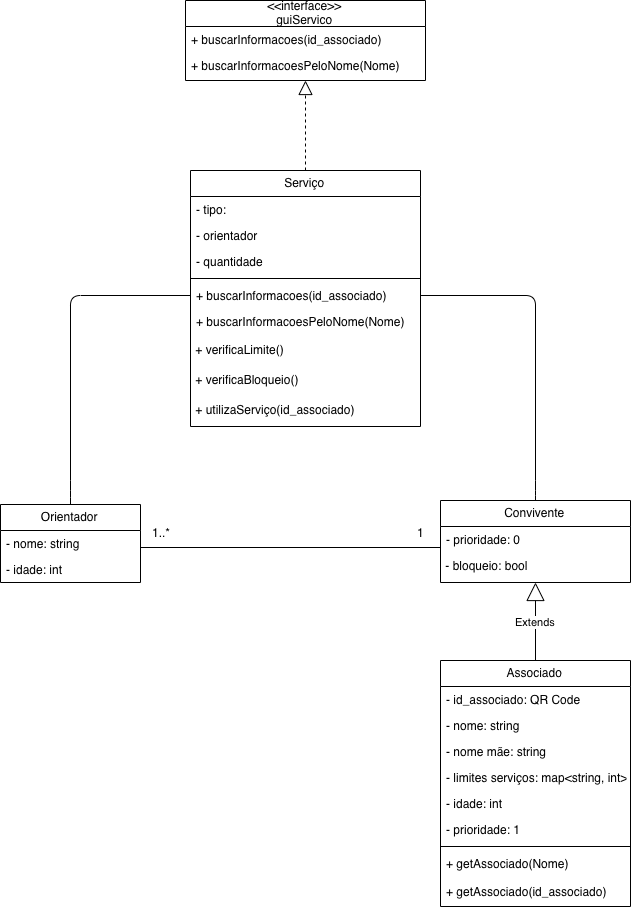 <<interface>>
guiServico
+ buscarInformacoes(id_associado)
+ buscarInformacoesPeloNome(Nome)
Serviço
- tipo:
- orientador
- quantidade
+ buscarInformacoes(id_associado)
+ buscarInformacoesPeloNome(Nome)
+ verificaLimite()
+ verificaBloqueio()
+ utilizaServiço(id_associado)
Orientador
- nome: string
- idade: int
1..*
1
Convivente
- prioridade: 0
- bloqueio: bool
Extends
Associado
- id_associado: QR Code
- nome: string
- nome mãe: string
- limites serviços: map<string, int>
- idade: int
- prioridade: 1
+ getAssociado(Nome)
+ getAssociado(id_associado)